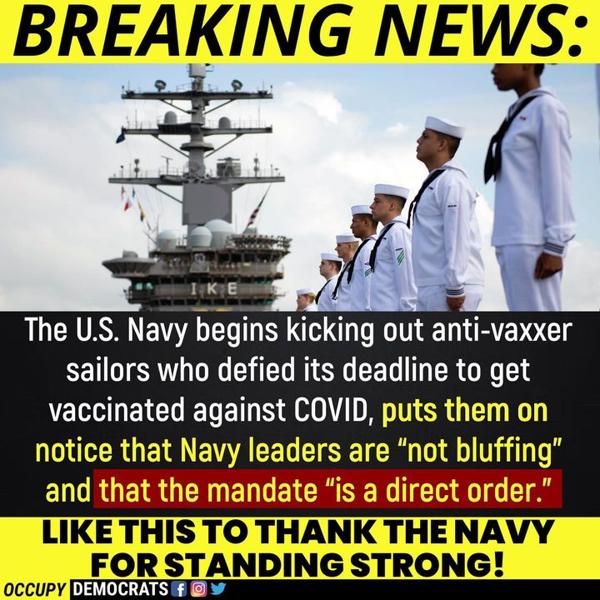 BREAKING NEWS:
IKE
The U.S. Navy begins kicking out anti-vaxxer
sailors who defied its deadline to get
vaccinated against COVID, puts them on
notice that Navy leaders are “not bluffing”
and that the mandate “is a direct order.”
LIKE THIS TO THANK THE NAVY
FOR STANDING STRONG!
OCCUPY DEMOCRATS